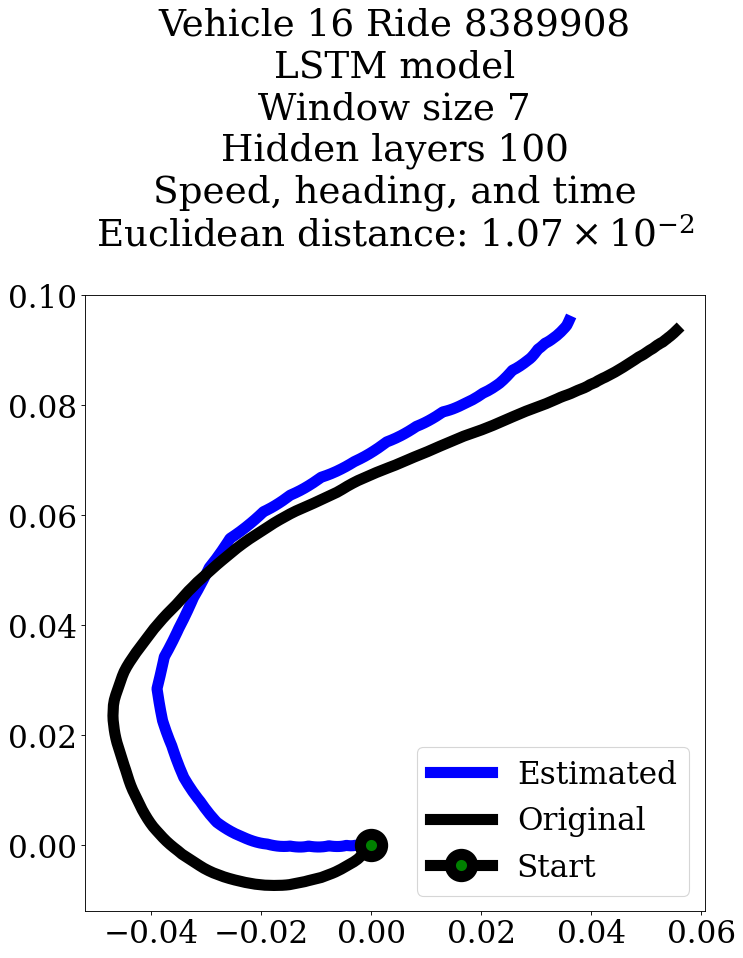 Vehicle 16 Ride 8389908
LSTM model
Window size 7
Hidden layers 100
Speed, heading, and time
Euclidean distance: 1.07 × 10⁻²
0.10
0.08
0.06
0.04
0.02
0.00
Estimated
Original
Start
−0.04 −0.02 0.00 0.02 0.04 0.06